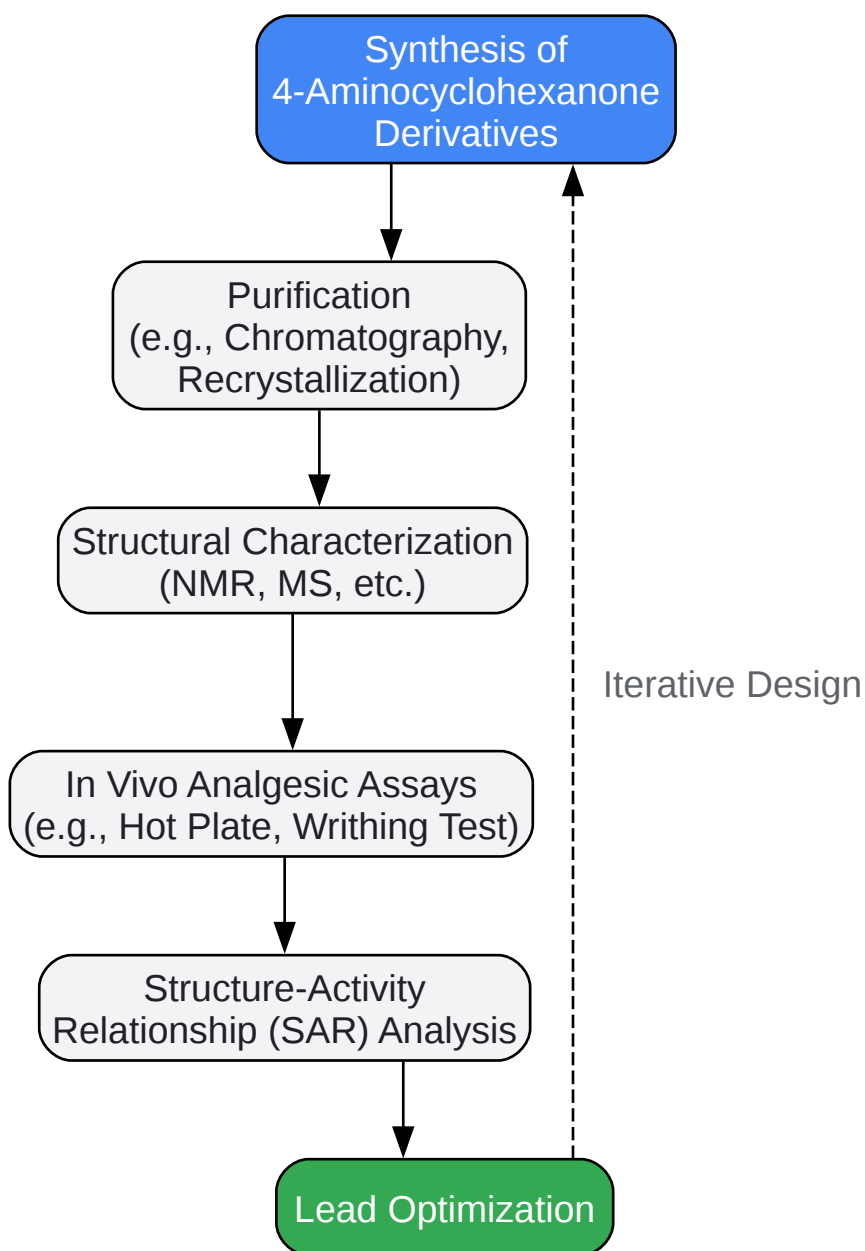 Synthesis of
4-Aminocyclohexanone
Derivatives
Purification
(e.g., Chromatography,
Recrystallization)
Structural Characterization
(NMR, MS, etc.)
Iterative Design
In Vivo Analgesic Assays
(e.g., Hot Plate, Writhing Test)
Structure-Activity
Relationship (SAR) Analysis
Lead Optimization